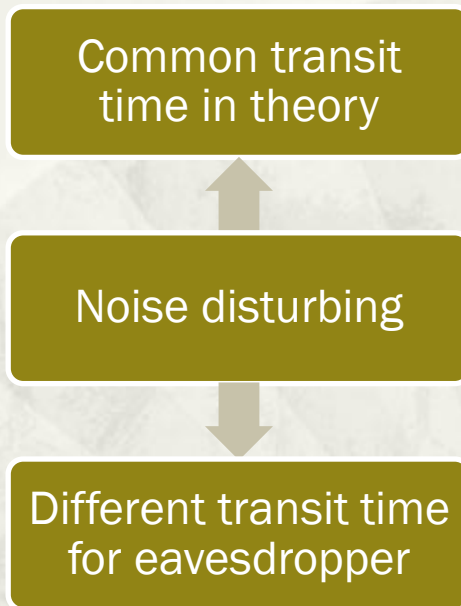 Common transit
time in theory
Noise disturbing
Different transit time
for eavesdropper